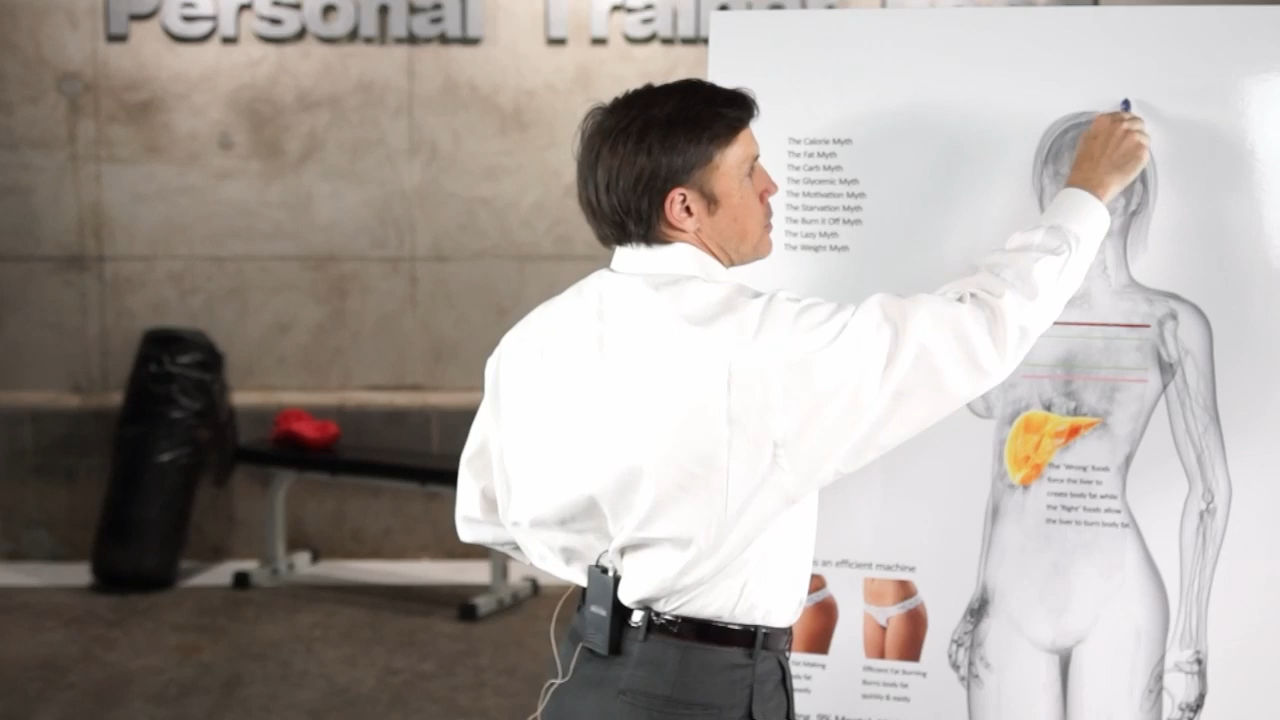 Personal Train
The Calorie Myth
The Fat Myth
The Carb Myth
The Glycemic Myth
The Motivation Myth
The Starvation Myth
The Burn It Off Myth
The Lazy Myth
The Weight Myth
The "Wrong" foods
force the liver to
create body fat while
the "Right" foods allow
the liver to burn body fat
s an efficient machine
Fat Making
Efficient Fat Burning
Burns body fat
quickly & easily